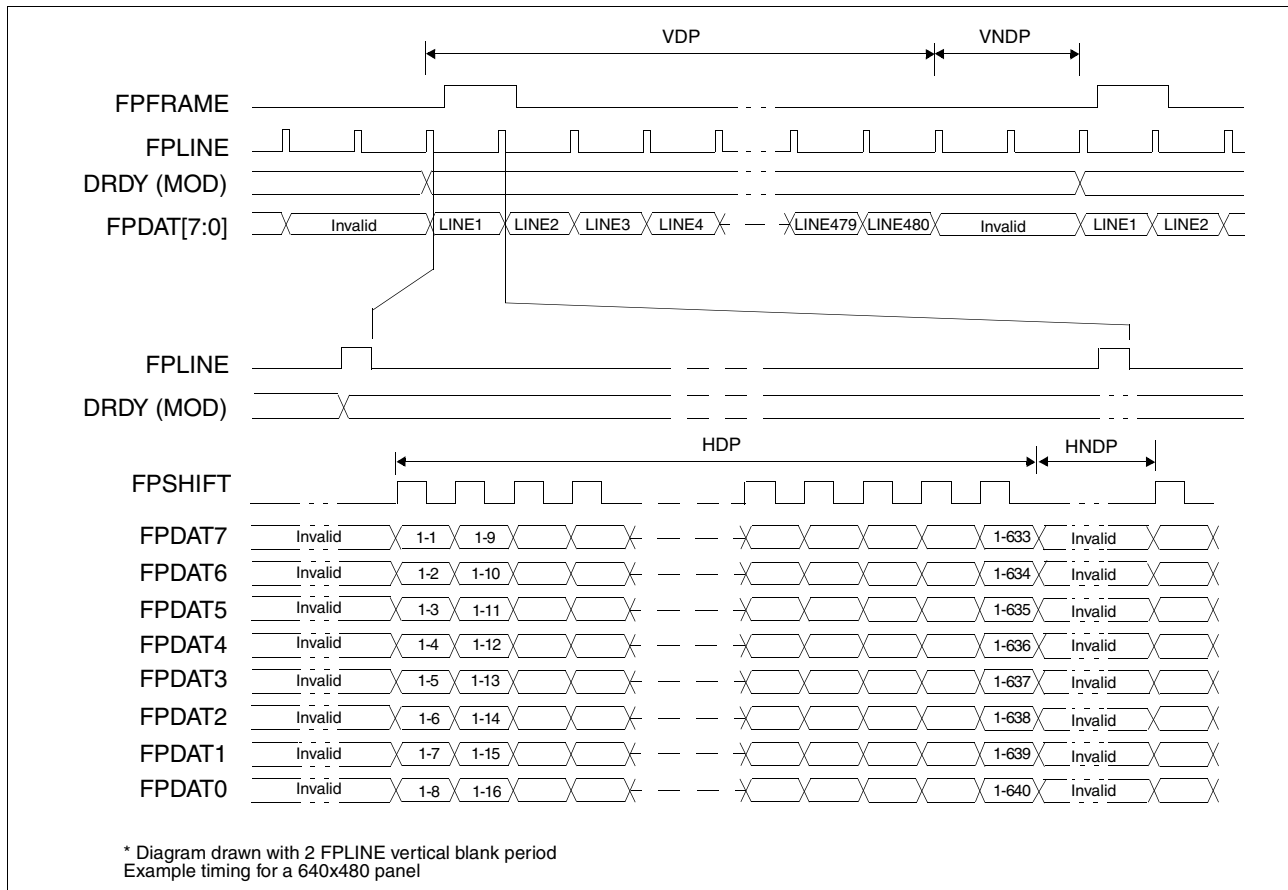 VDP VNDP
FPFRAME
FPLINE
DRDY (MOD)
FPDAT[7:0] Invalid LINE1 LINE2 LINE3 LINE4 LINE479 LINE480 Invalid LINE1 LINE2
FPLINE
DRDY (MOD)
HDP HNDP
FPSHIFT
FPDAT7 Invalid 1-1 1-9 1-633 Invalid
FPDAT6 Invalid 1-2 1-10 1-634 Invalid
FPDAT5 Invalid 1-3 1-11 1-635 Invalid
FPDAT4 Invalid 1-4 1-12 1-636 Invalid
FPDAT3 Invalid 1-5 1-13 1-637 Invalid
FPDAT2 Invalid 1-6 1-14 1-638 Invalid
FPDAT1 Invalid 1-7 1-15 1-639 Invalid
FPDAT0 Invalid 1-8 1-16 1-640 Invalid
* Diagram drawn with 2 FPLINE vertical blank period
Example timing for a 640x480 panel